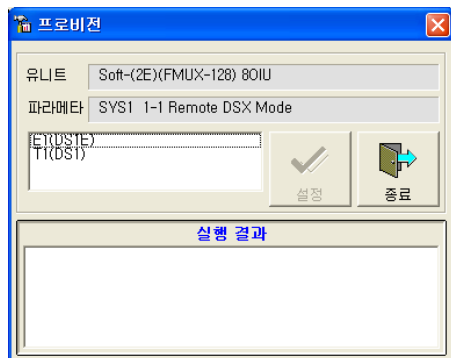 프로비전
유니트 Soft-(2E)(FMUX-128) 8OIU
파라메타 SYS1 1-1 Remote DSX Mode
E1(DS1E)
T1(DS1)
설정
종료
실행 결과